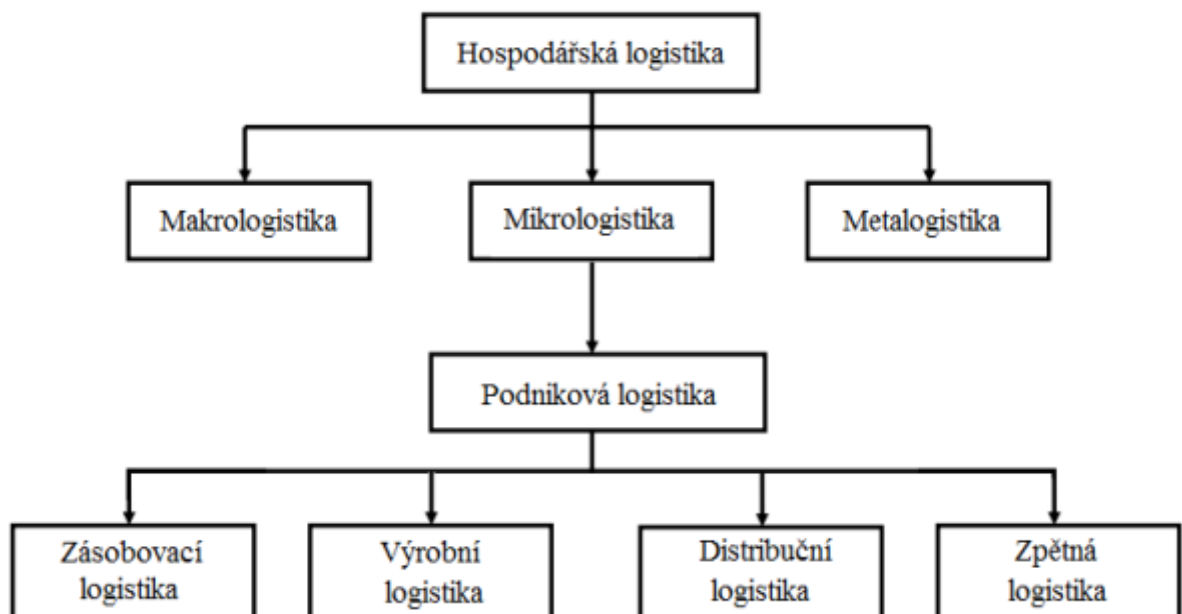 Hospodářská logistika
Makrologistika
Mikrologistika
Metalogistika
Podniková logistika
Zásobovací
logistika
Výrobní
logistika
Distribuční
logistika
Zpětná
logistika